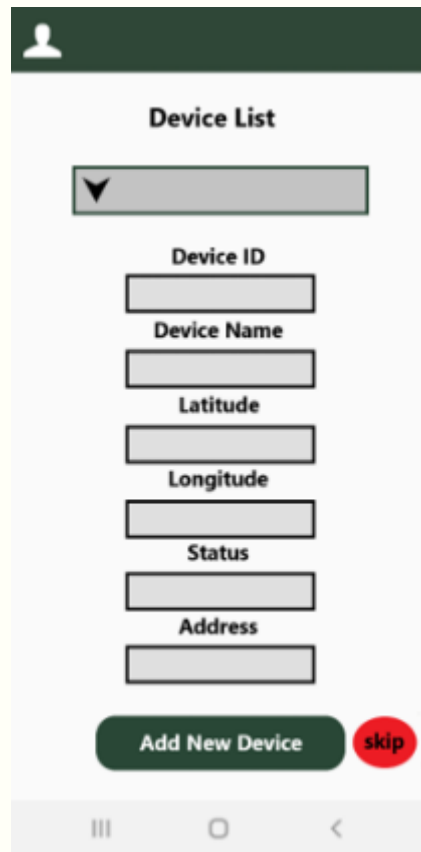 Device List
Device ID
Device Name
Latitude
Longitude
Status
Address
Add New Device
skip